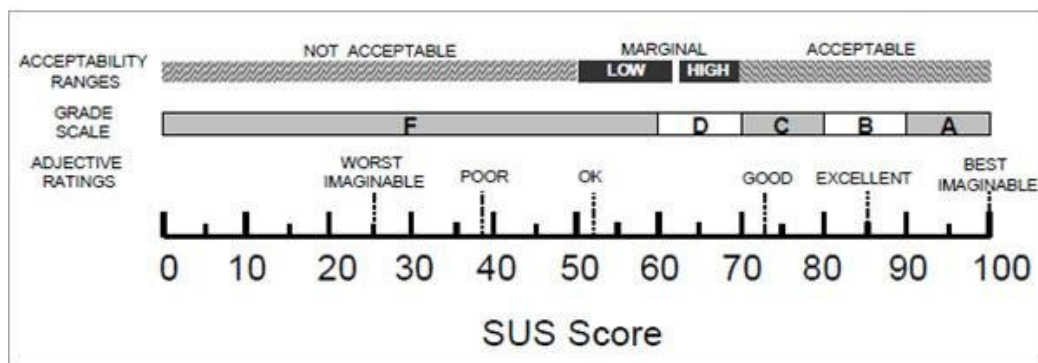 NOT ACCEPTABLE MARGINAL ACCEPTABLE
ACCEPTABILITY
RANGES
LOW HIGH
GRADE
SCALE
F D C B A
ADJECTIVE
RATINGS
WORST
IMAGINABLE
POOR
OK
GOOD
EXCELLENT
BEST
IMAGINABLE
0 10 20 30 40 50 60 70 80 90 100
SUS Score